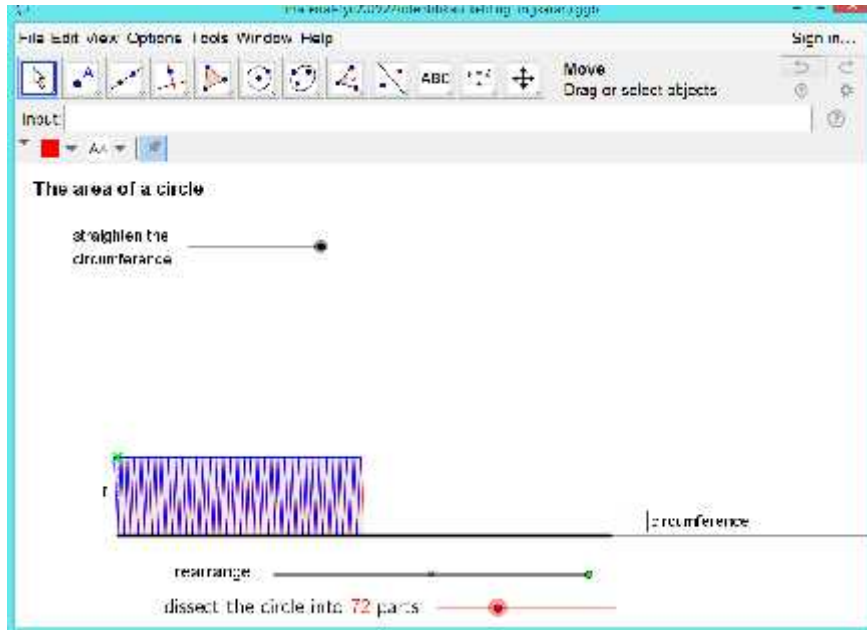 File Edit View Options Tools Window Help
Sign in...
ABC
Move
Drag or select objects
Input:
The area of a circle
straighten the
circumference
r
circumference
rearrange
dissect the circle into 72 parts